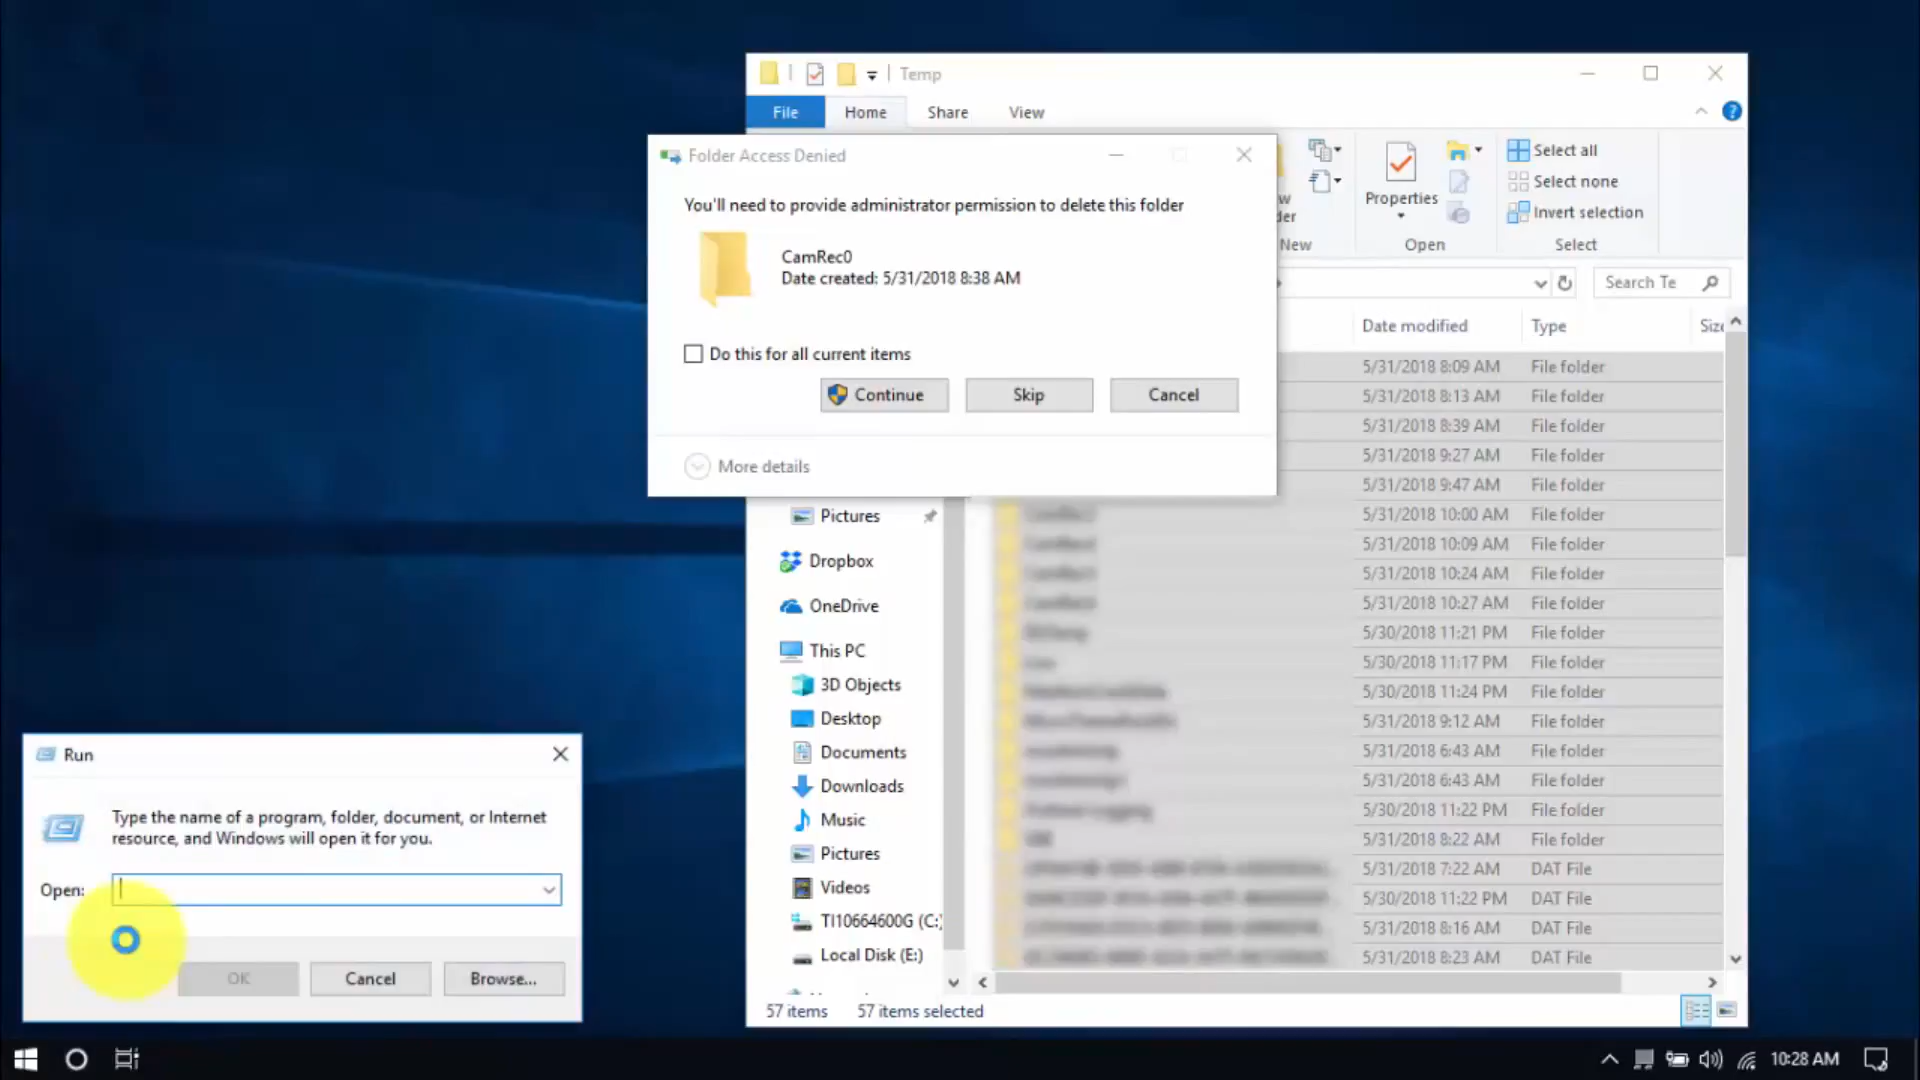 Temp
File
Home
Share
View
Folder Access Denied
You'll need to provide administrator permission to delete this folder
CamRec0
Date created: 5/31/2018 8:38 AM
Do this for all current items
Continue
Skip
Cancel
More details
w
der
New
Properties
Open
Select all
Select none
Invert selection
Select
Search Te
Date modified
Type
Size
5/31/2018 8:09 AM File folder
5/31/2018 8:13 AM File folder
5/31/2018 8:39 AM File folder
5/31/2018 9:27 AM File folder
5/31/2018 9:47 AM File folder
5/31/2018 10:00 AM File folder
5/31/2018 10:09 AM File folder
5/31/2018 10:24 AM File folder
5/31/2018 10:27 AM File folder
5/30/2018 11:21 PM File folder
5/30/2018 11:17 PM File folder
5/30/2018 11:24 PM File folder
5/31/2018 9:12 AM File folder
5/31/2018 6:43 AM File folder
5/31/2018 6:43 AM File folder
5/30/2018 11:22 PM File folder
5/31/2018 8:22 AM File folder
5/31/2018 7:22 AM DAT File
5/30/2018 11:22 PM DAT File
5/31/2018 8:16 AM DAT File
5/31/2018 8:23 AM DAT File
Pictures
Dropbox
OneDrive
This PC
3D Objects
Desktop
Documents
Downloads
Music
Pictures
Videos
TI10664600G (C:)
Local Disk (E:)
57 items
57 items selected
Run
Type the name of a program, folder, document, or Internet
resource, and Windows will open it for you.
Open:
OK
Cancel
Browse...
10:28 AM